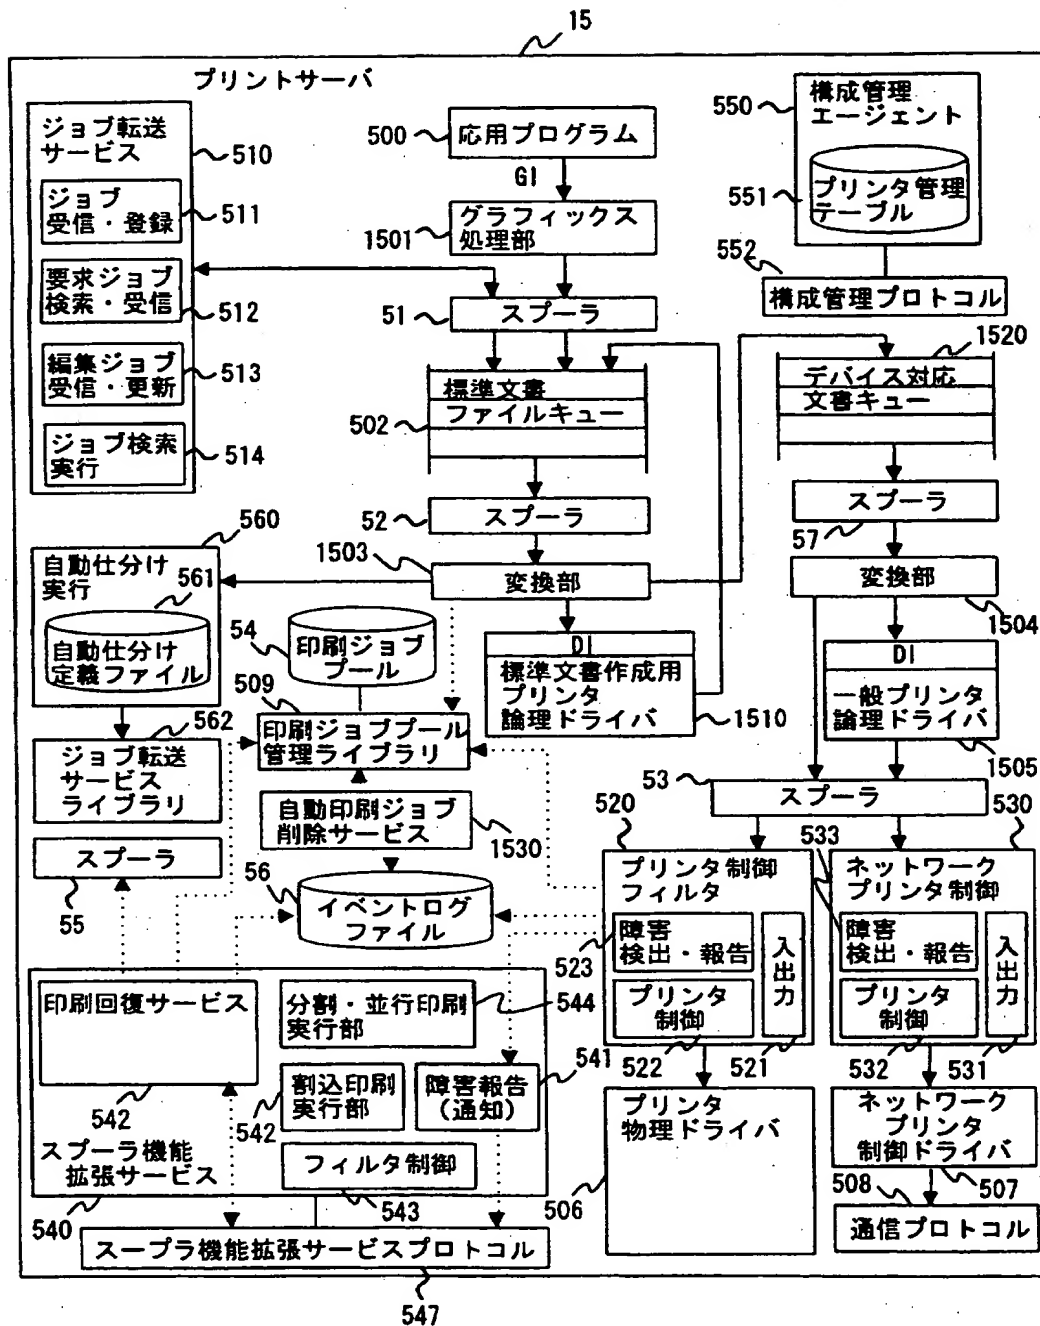 15
プリントサーバ
ジョブ転送
サービス
510
ジョブ
受信・登録
511
要求ジョブ
検索・受信
512
編集ジョブ
受信・更新
513
ジョブ検索
実行
514
500
応用プログラム
GI
1501
グラフィックス
処理部
51
スプーラ
標準文書
ファイルキュー
502
52
スプーラ
1503
変換部
550
構成管理
エージェント
551
プリンタ管理
テーブル
552
構成管理プロトコル
1520
デバイス対応
文書キュー
スプーラ
57
変換部
1504
DI
一般プリンタ
論理ドライバ
1505
560
自動仕分け
実行
561
自動仕分け
定義ファイル
562
ジョブ転送
サービス
ライブラリ
スプーラ
55
54
印刷ジョブ
プール
509
印刷ジョブプール
管理ライブラリ
自動印刷ジョブ
削除サービス
1530
56
イベントログ
ファイル
DI
標準文書作成用
プリンタ
論理ドライバ
1510
53
スプーラ
520
プリンタ制御
フィルタ
523
障害
検出・報告
プリンタ
制御
入出力
522
521
530
533
ネットワーク
プリンタ制御
障害
検出・報告
プリンタ
制御
入出力
532
531
印刷回復サービス
542
分割・並行印刷
実行部
544
542
割込印刷
実行部
障害報告
(通知)
541
フィルタ制御
543
スプーラ機能
拡張サービス
540
スープラ機能拡張サービスプロトコル
547
プリンタ
物理ドライバ
506
ネットワーク
プリンタ
制御ドライバ
507
508
通信プロトコル